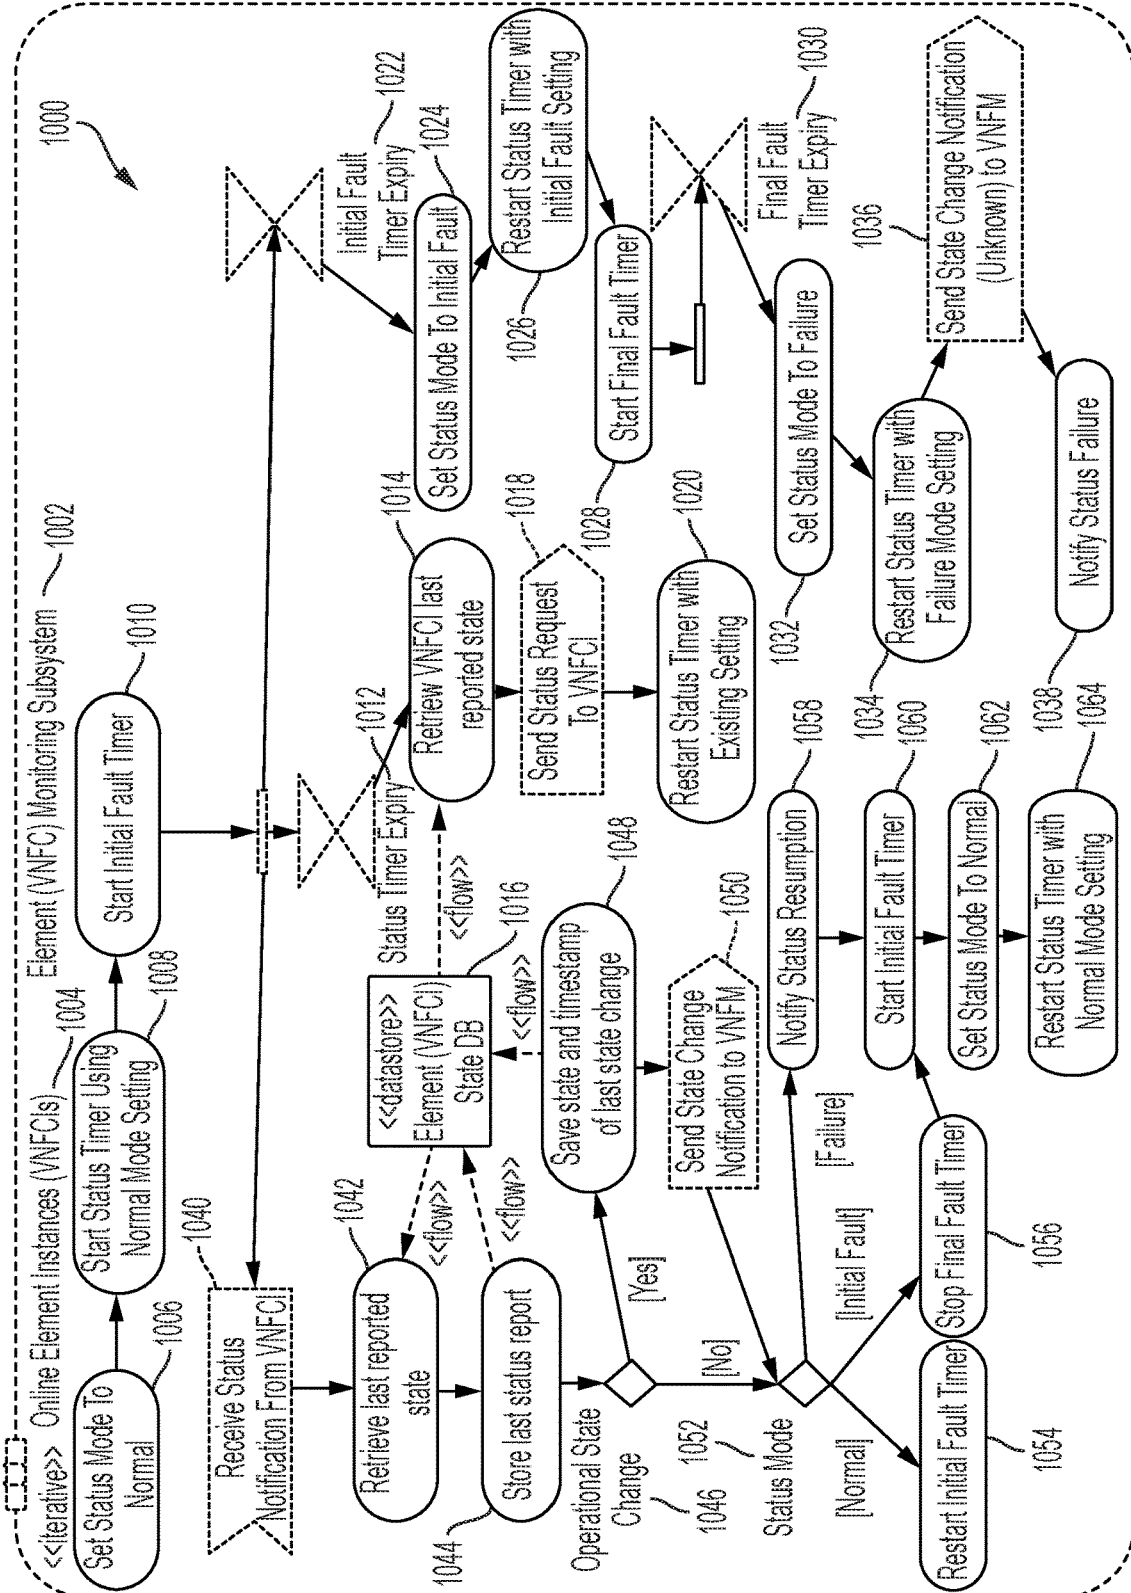 1000
<<iterative>>
Online Element Instances (VNFCIs)
1004
Element (VNFC) Monitoring Subsystem
1002
Set Status Mode To
Normal
1006
Start Status Timer Using
Normal Mode Setting
1008
Start Initial Fault Timer
1010
Receive Status
Notification From VNFCI
1040
Status Timer Expiry
1012
Initial Fault
Timer Expiry
1022
Retrieve last reported
state
1042
<<flow>>
<<datastore>>
Element (VNFCI)
State DB
1016
<<flow>>
Retrieve VNFCI last
reported state
1014
Set Status Mode To Initial Fault
1024
Store last status report
1044
<<flow>>
<<flow>>
Send Status Request
To VNFCI
1018
Restart Status Timer with
Initial Fault Setting
1026
Operational State
Change
1046
[Yes]
[No]
Save state and timestamp
of last state change
1048
Restart Status Timer with
Existing Setting
1020
Start Final Fault Timer
1028
Send State Change
Notification to VNFM
1050
Final Fault
Timer Expiry
1030
Status Mode
1052
[Normal]
[Initial Fault]
[Failure]
Notify Status Resumption
1058
Set Status Mode To Failure
1032
Restart Initial Fault Timer
1054
Stop Final Fault Timer
1056
Start Initial Fault Timer
1060
Restart Status Timer with
Failure Mode Setting
1034
Send State Change Notification
(Unknown) to VNFM
1036
Set Status Mode To Normal
1062
Restart Status Timer with
Normal Mode Setting
1064
Notify Status Failure
1038